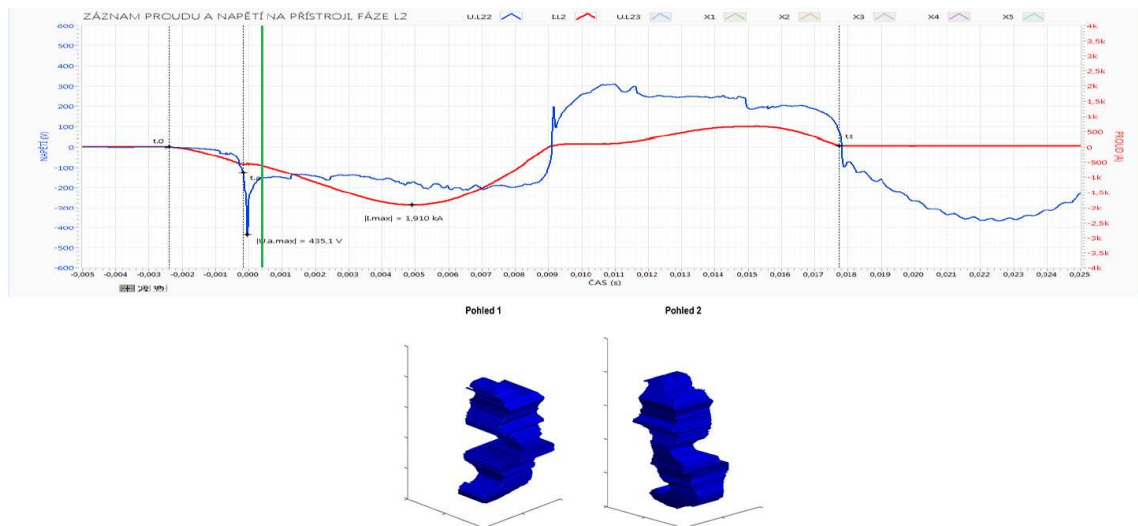 ZÁZNAM PROUDU A NAPĚTÍ NA PŘÍSTROJI, FÁZE L2 U.L22 I.L2 U.L23 X1 X2 X3 X4 X5
600 4k
500 3,5k
400 3k
300 2,5k
200 2k
100 1,5k
0 1k
-100 500
-200 0
-300 -500
-400 -1k
-500 -1,5k
-600 -2k
-2,5k
-3k
-3,5k
-4k
NAPĚTÍ (V)
PROUD (A)
t.0
t.a
t.t
|I.max| = 1,910 kA
|U.a.max| = 435,1 V
-0,005 -0,004 -0,003 -0,002 -0,001 0,000 0,001 0,002 0,003 0,004 0,005 0,006 0,007 0,008 0,009 0,010 0,011 0,012 0,013 0,014 0,015 0,016 0,017 0,018 0,019 0,020 0,021 0,022 0,023 0,024 0,025
ČAS (s)
Pohled 1 Pohled 2